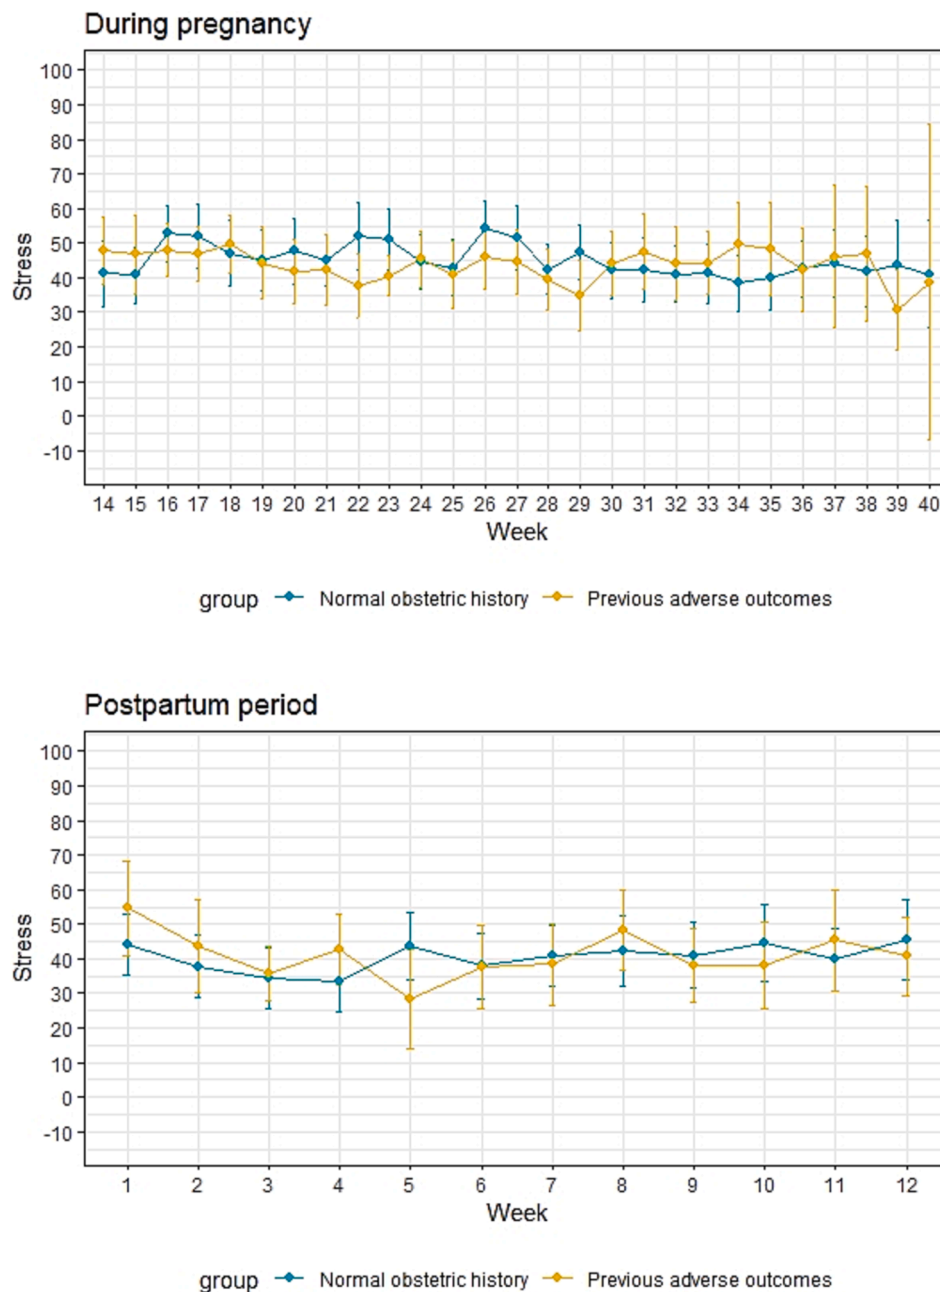 During pregnancy
100
90
80
70
60
50
40
30
20
10
0
-10
Stress
14 15 16 17 18 19 20 21 22 23 24 25 26 27 28 29 30 31 32 33 34 35 36 37 38 39 40
Week
group Normal obstetric history Previous adverse outcomes
Postpartum period
100
90
80
70
60
50
40
30
20
10
0
-10
Stress
1 2 3 4 5 6 7 8 9 10 11 12
Week
group Normal obstetric history Previous adverse outcomes